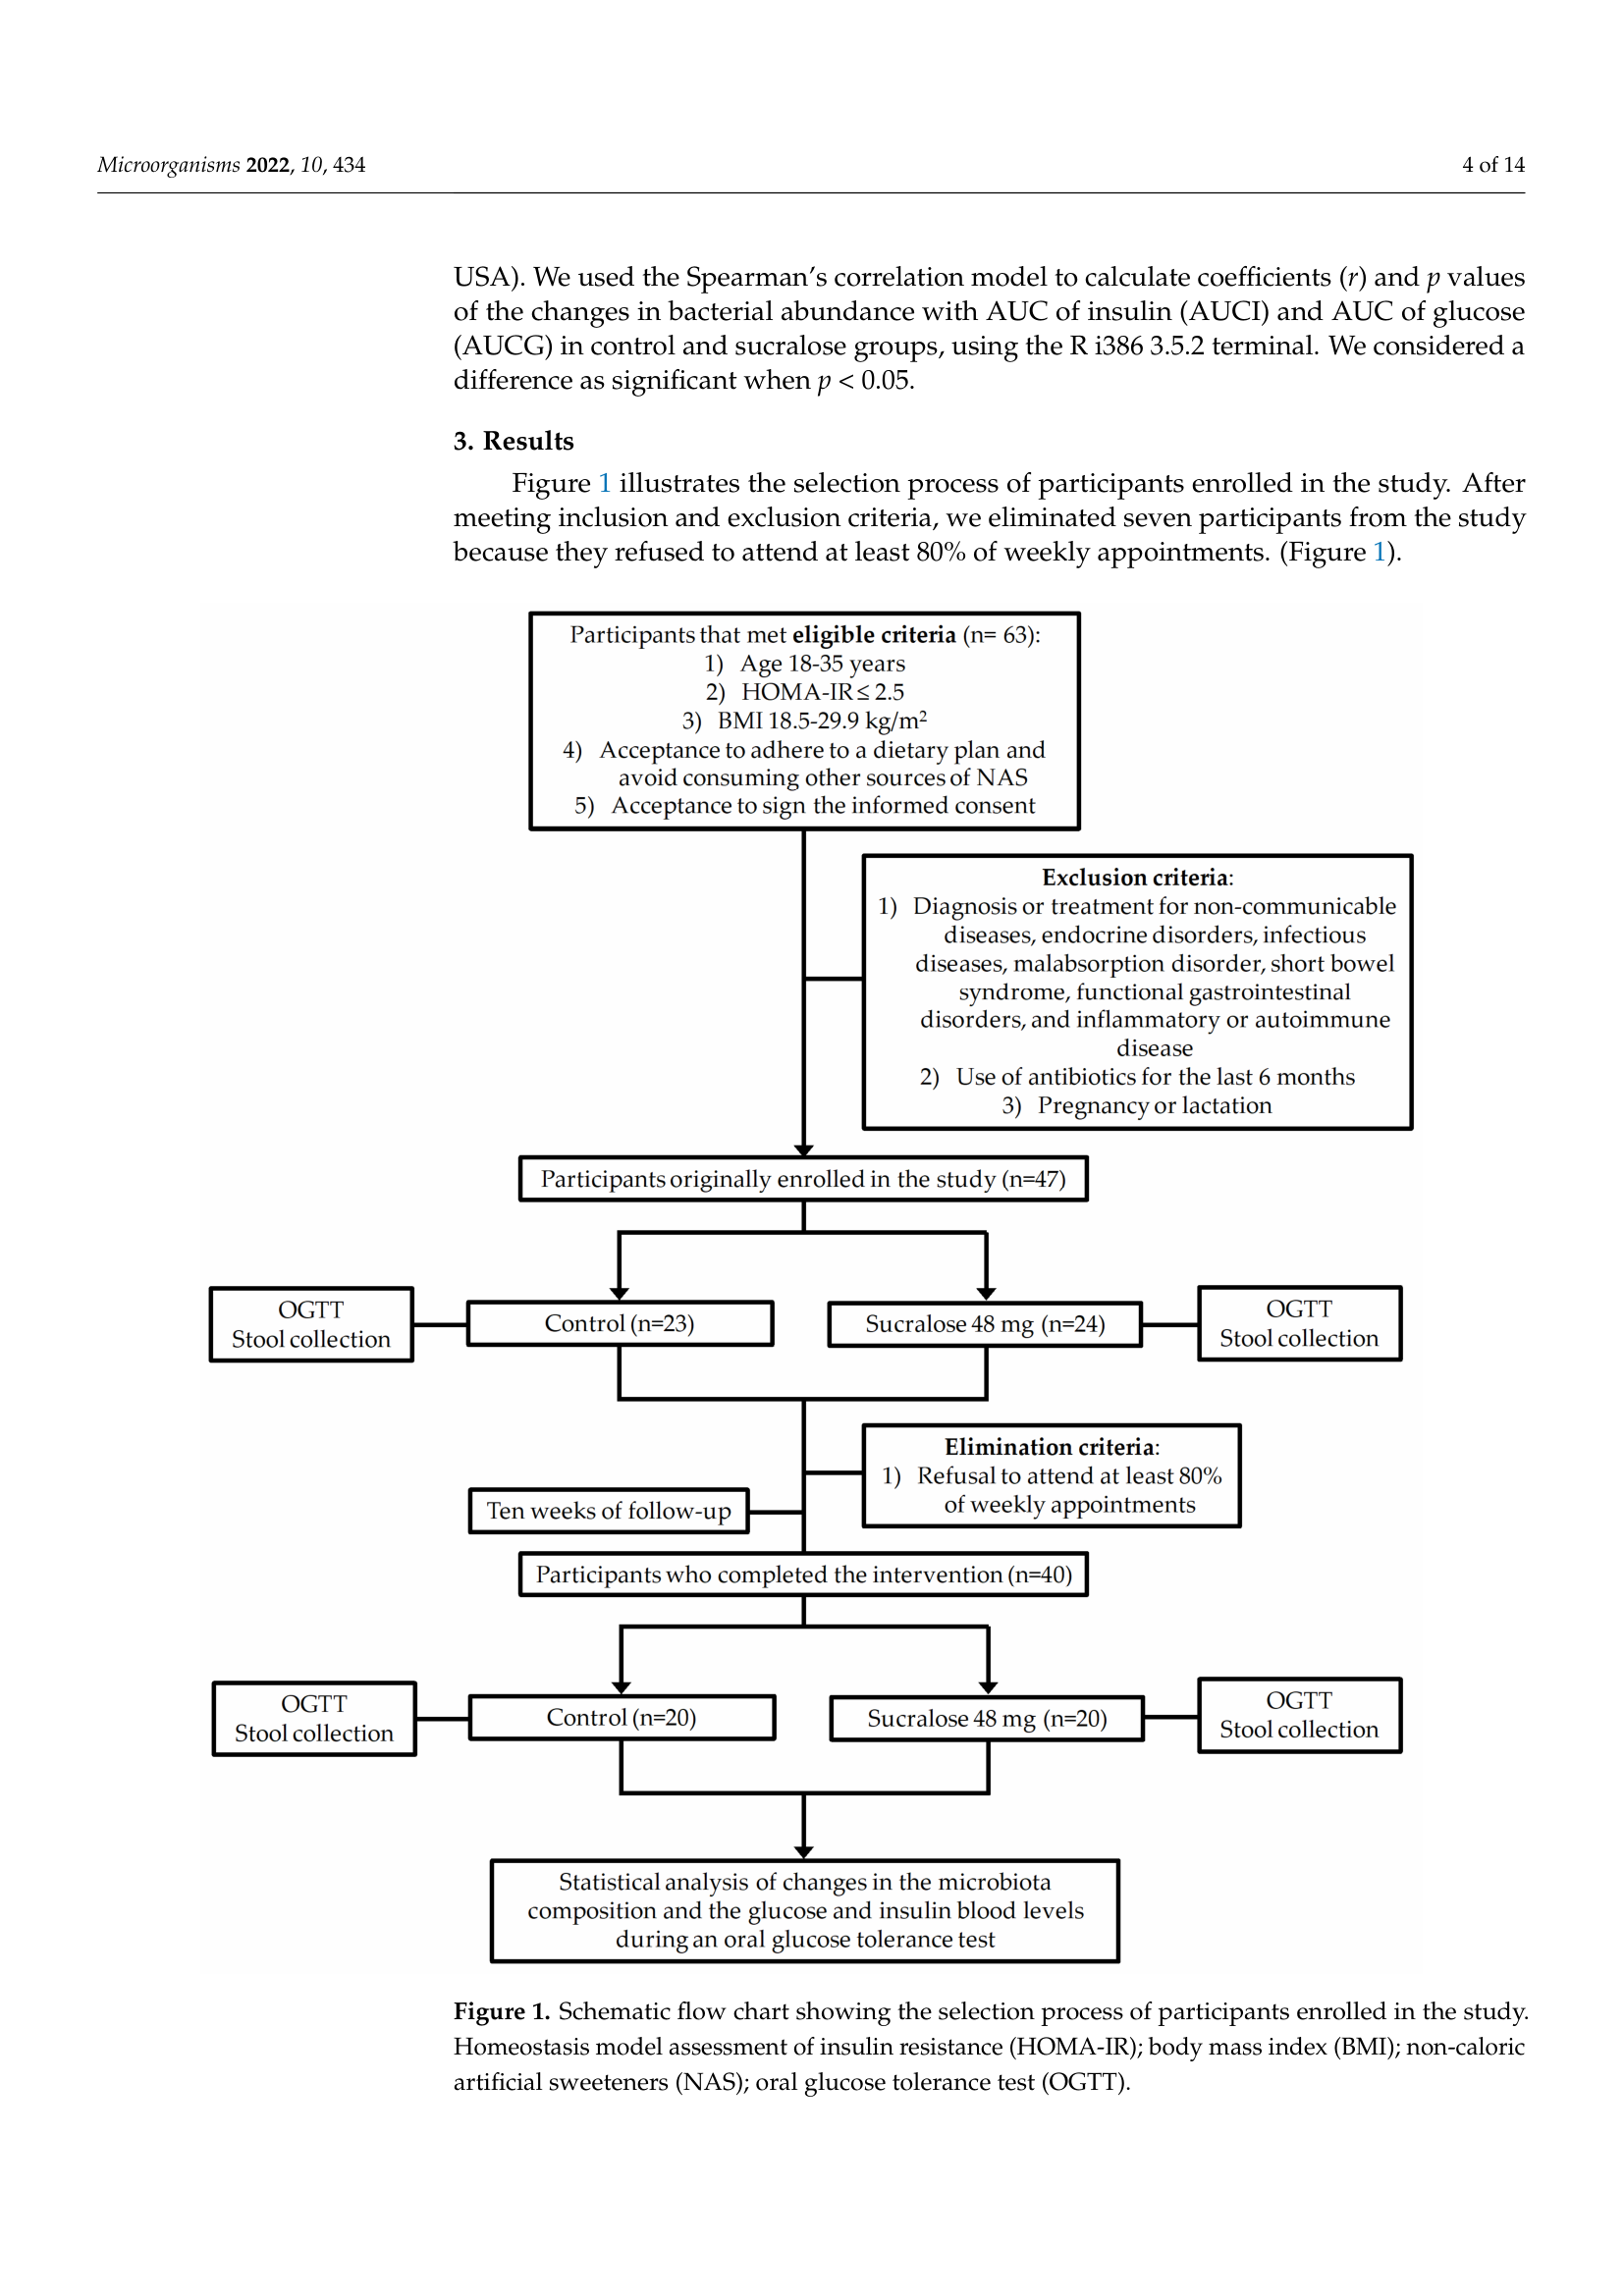 Microorganisms 2022, 10, 434
4 of 14
USA). We used the Spearman's correlation model to calculate coefficients (r) and p values
of the changes in bacterial abundance with AUC of insulin (AUCI) and AUC of glucose
(AUCG) in control and sucralose groups, using the R i386 3.5.2 terminal. We considered a
difference as significant when p < 0.05.
3. Results
Figure 1 illustrates the selection process of participants enrolled in the study. After
meeting inclusion and exclusion criteria, we eliminated seven participants from the study
because they refused to attend at least 80% of weekly appointments. (Figure 1).
Participants that met eligible criteria (n= 63):
1) Age 18-35 years
2) HOMA-IR ≤ 2.5
3) BMI 18.5-29.9 kg/m²
4) Acceptance to adhere to a dietary plan and
avoid consuming other sources of NAS
5) Acceptance to sign the informed consent
Exclusion criteria:
1) Diagnosis or treatment for non-communicable
diseases, endocrine disorders, infectious
diseases, malabsorption disorder, short bowel
syndrome, functional gastrointestinal
disorders, and inflammatory or autoimmune
disease
2) Use of antibiotics for the last 6 months
3) Pregnancy or lactation
Participants originally enrolled in the study (n=47)
OGTT
Stool collection
Control (n=23)
Sucralose 48 mg (n=24)
OGTT
Stool collection
Elimination criteria:
1) Refusal to attend at least 80%
of weekly appointments
Ten weeks of follow-up
Participants who completed the intervention (n=40)
OGTT
Stool collection
Control (n=20)
Sucralose 48 mg (n=20)
OGTT
Stool collection
Statistical analysis of changes in the microbiota
composition and the glucose and insulin blood levels
during an oral glucose tolerance test
Figure 1. Schematic flow chart showing the selection process of participants enrolled in the study.
Homeostasis model assessment of insulin resistance (HOMA-IR); body mass index (BMI); non-caloric
artificial sweeteners (NAS); oral glucose tolerance test (OGTT).